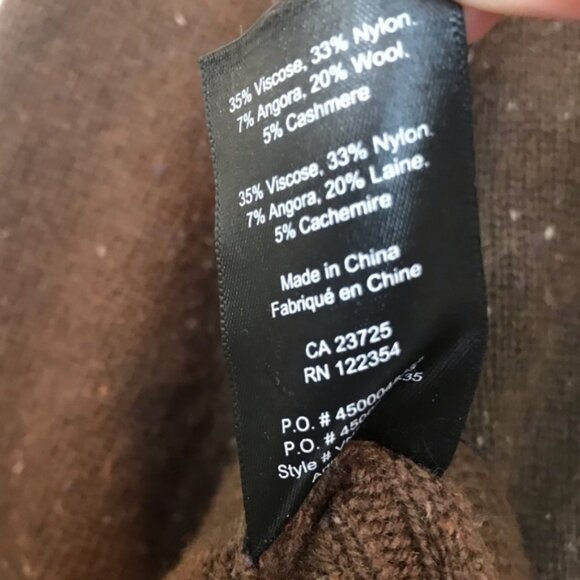 35% Viscose, 33% Nylon.
7% Angora, 20% Wool.
5% Cashmere
35% Viscose, 33% Nylon.
7% Angora, 20% Laine.
5% Cachemire
Made in China
Fabriqué en Chine
CA 23725
RN 122354
P.O. #
P.O. #
Style #